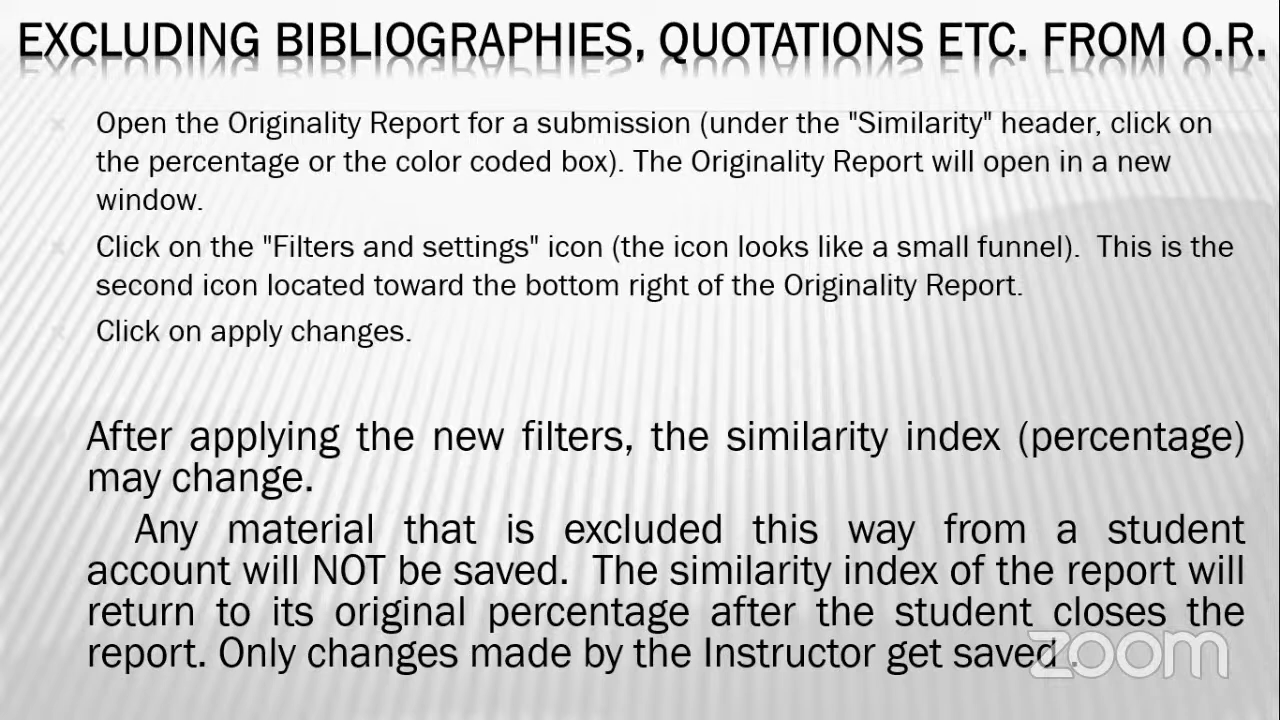 EXCLUDING BIBLIOGRAPHIES, QUOTATIONS ETC. FROM O.R.
Open the Originality Report for a submission (under the "Similarity" header, click on
the percentage or the color coded box). The Originality Report will open in a new
window.
Click on the "Filters and settings" icon (the icon looks like a small funnel).  This is the
second icon located toward the bottom right of the Originality Report.
Click on apply changes.
After applying the new filters, the similarity index (percentage)
may change.
Any material that is excluded this way from a student
account will NOT be saved.  The similarity index of the report will
return to its original percentage after the student closes the
report. Only changes made by the Instructor get saved .
zoom